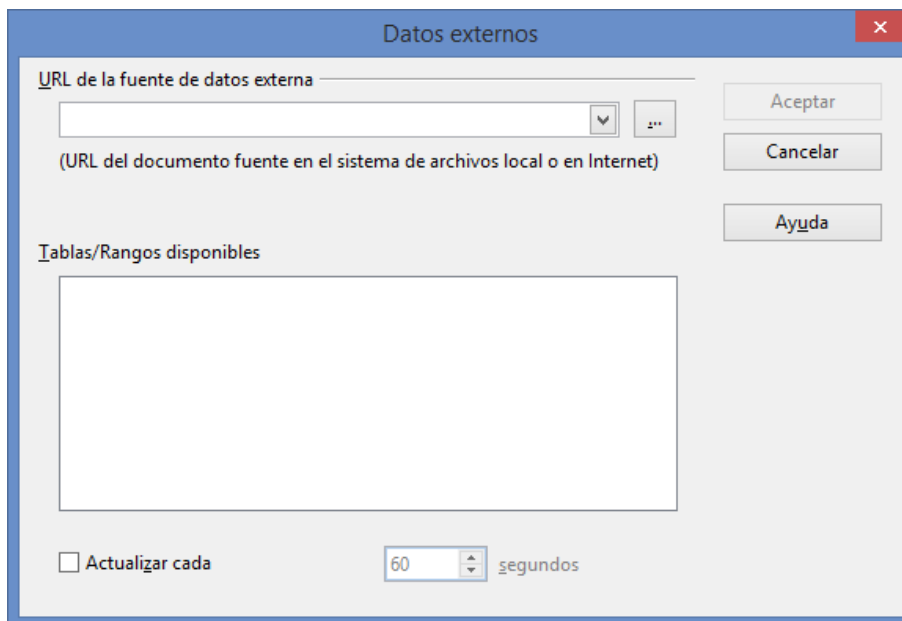 Datos externos
URL de la fuente de datos externa
Aceptar
...
(URL del documento fuente en el sistema de archivos local o en Internet)
Cancelar
Ayuda
Tablas/Rangos disponibles
Actualizar cada
60
segundos